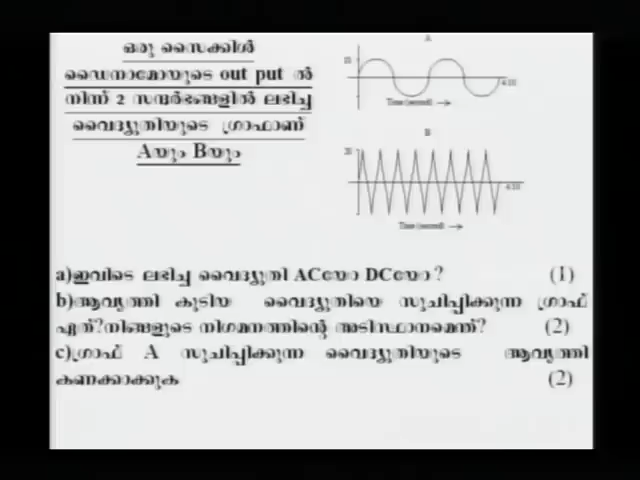 ഒരു സൈക്കിൾ
ഡൈനാമോയുടെ out put ൽ
നിന്ന് 2 സന്ദർഭങ്ങളിൽ ലഭിച്ച
വൈദ്യുതിയുടെ ഗ്രാഫാണ്
Aയും Bയും
A
Time (second)
B
Time (second)
a)ഇവിടെ ലഭിച്ച വൈദ്യുതി ACയോ DCയോ? (1)
b)ആവൃത്തി കൂടിയ വൈദ്യുതിയെ സൂചിപ്പിക്കുന്ന ഗ്രാഫ്
ഏത്?നിങ്ങളുടെ നിഗമനത്തിന്റെ അടിസ്ഥാനമെന്ത്? (2)
c)ഗ്രാഫ് A സൂചിപ്പിക്കുന്ന വൈദ്യുതിയുടെ ആവൃത്തി
കണക്കാക്കുക (2)